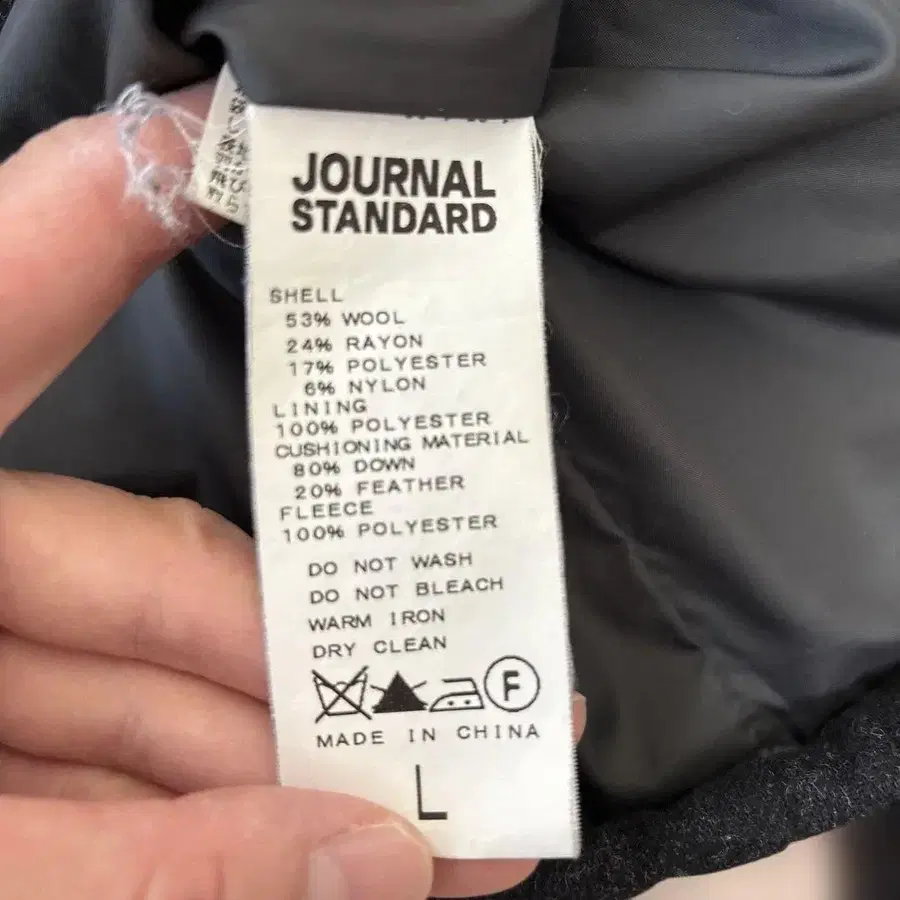 JOURNAL
STANDARD
SHELL
53% WOOL
24% RAYON
17% POLYESTER
6% NYLON
LINING
100% POLYESTER
CUSHIONING MATERIAL
80% DOWN
20% FEATHER
FLEECE
100% POLYESTER
DO NOT WASH
DO NOT BLEACH
WARM IRON
DRY CLEAN
F
MADE IN CHINA
L